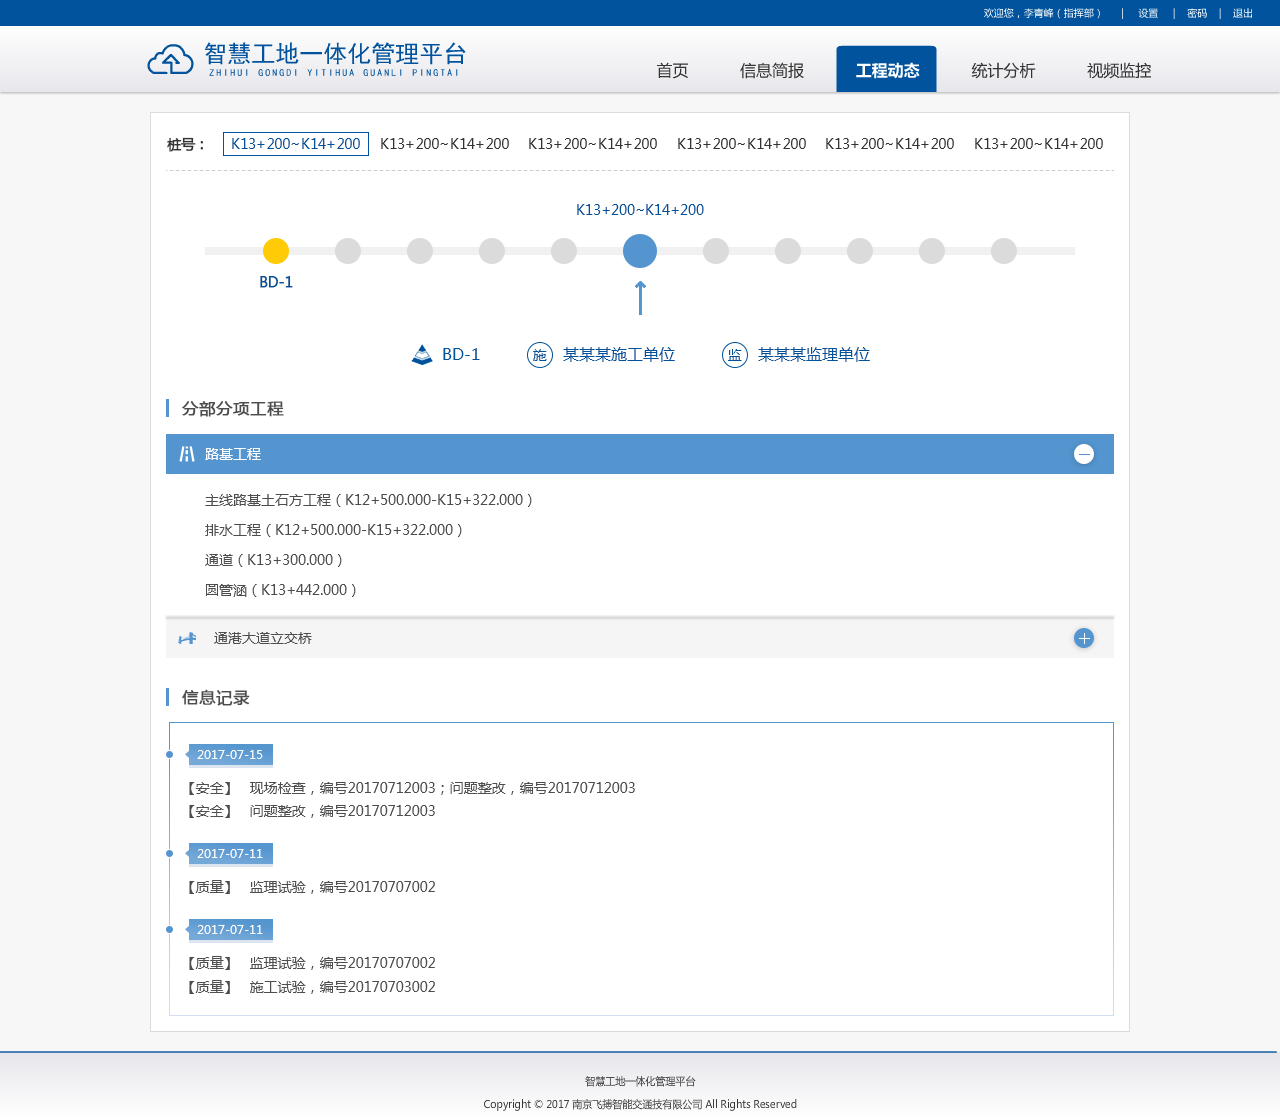 欢迎您，李青峰（指挥部） | 设置 | 密码 | 退出
智慧工地一体化管理平台
ZHIHUI GONGDI YITIHUA GUANLI PINGTAI
首页 信息简报 工程动态 统计分析 视频监控
桩号： K13+200~K14+200 K13+200~K14+200 K13+200~K14+200 K13+200~K14+200 K13+200~K14+200 K13+200~K14+200
K13+200~K14+200
BD-1
BD-1 施 某某某施工单位 监 某某某监理单位
分部分项工程
路基工程
主线路基土石方工程（K12+500.000-K15+322.000）
排水工程（K12+500.000-K15+322.000）
通道（K13+300.000）
圆管涵（K13+442.000）
通港大道立交桥
信息记录
2017-07-15
【安全】 现场检查，编号20170712003；问题整改，编号20170712003
【安全】 问题整改，编号20170712003
2017-07-11
【质量】 监理试验，编号20170707002
2017-07-11
【质量】 监理试验，编号20170707002
【质量】 施工试验，编号20170703002
智慧工地一体化管理平台
Copyright © 2017 南京飞搏智能交通技有限公司 All Rights Reserved